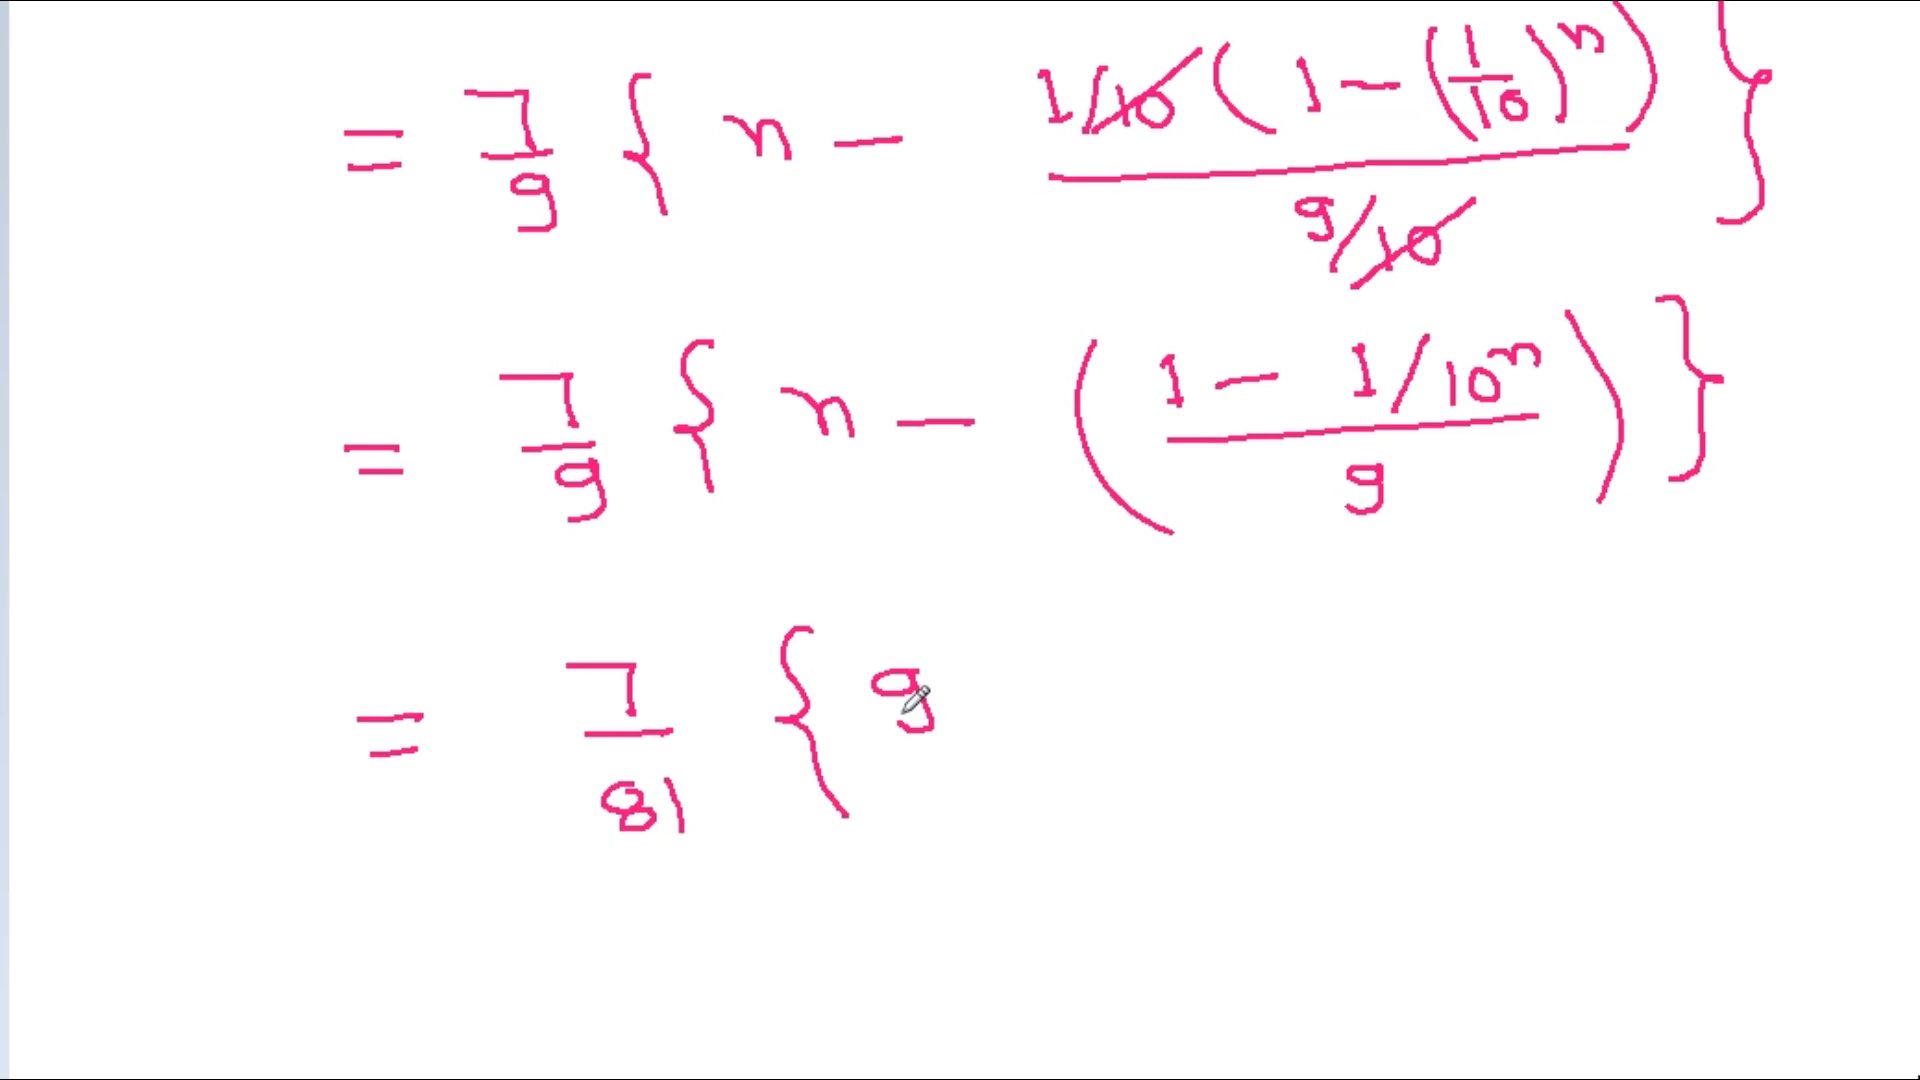 = 7/9 { n - 1/10 ( 1 - (1/10)^n ) / 9/10 }
= 7/9 { n - ( 1 - 1/10^n / 9 ) }
= 7/81 { 9